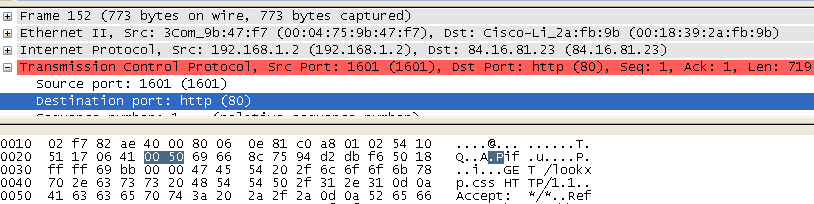 Frame 152 (773 bytes on wire, 773 bytes captured)
Ethernet II, Src: 3Com_9b:47:f7 (00:04:75:9b:47:f7), Dst: Cisco-Li_2a:fb:9b (00:18:39:2a:fb:9b)
Internet Protocol, Src: 192.168.1.2 (192.168.1.2), Dst: 84.16.81.23 (84.16.81.23)
Transmission Control Protocol, Src Port: 1601 (1601), Dst Port: http (80), Seq: 1, Ack: 1, Len: 719
Source port: 1601 (1601)
Destination port: http (80)
0010 02 f7 82 ae 40 00 80 06 0e 81 c0 a8 01 02 54 10 ....@... ......T.
0020 51 17 06 41 00 50 69 66 8c 75 94 d2 db f6 50 18 Q..A.Pif .u....P.
0030 ff ff 69 bb 00 00 47 45 54 20 2f 6c 6f 6f 6b 78 ..i...GE T /lookx
0040 70 2e 63 73 73 20 48 54 54 50 2f 31 2e 31 0d 0a p.css HT TP/1.1..
0050 41 63 63 65 70 74 3a 20 2a 2f 2a 0d 0a 52 65 66 Accept: */*..Ref